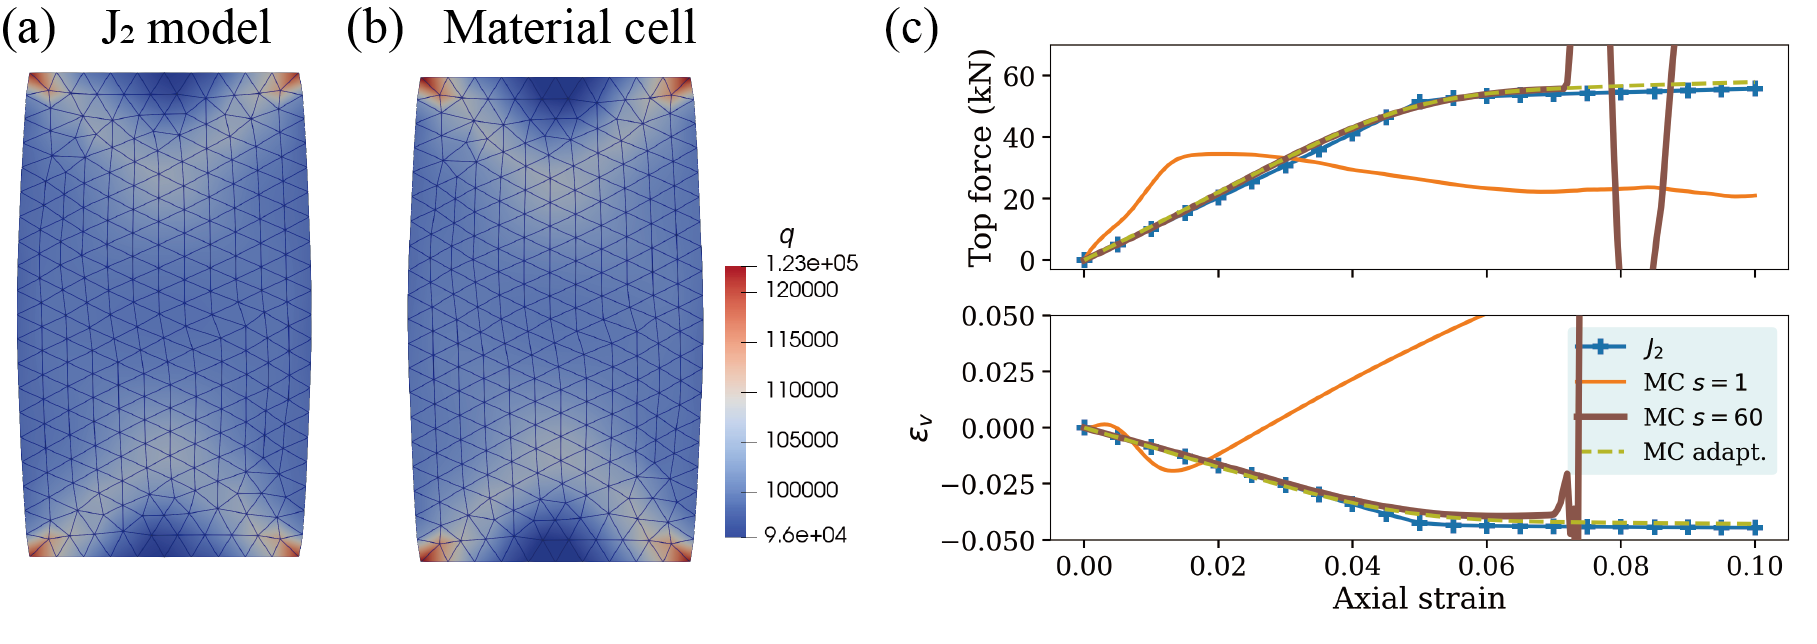 (a) J₂ model
(b) Material cell
q
1.23e+05
120000
115000
110000
105000
100000
9.6e+04
(c)
Top force (kN)
60
40
20
0
εᵥ
0.050
0.025
0.000
−0.025
−0.050
J₂
MC s = 1
MC s = 60
MC adapt.
0.00 0.02 0.04 0.06 0.08 0.10
Axial strain